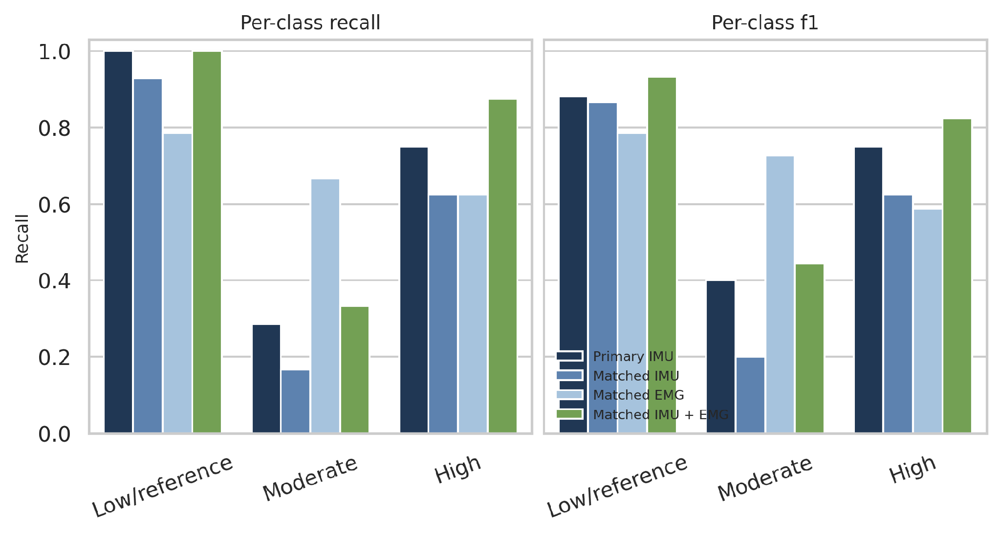 Per-class recall
Per-class f1
1.0
0.8
0.6
0.4
0.2
0.0
Recall
Primary IMU
Matched IMU
Matched EMG
Matched IMU + EMG
Low/reference
Moderate
High
Low/reference
Moderate
High